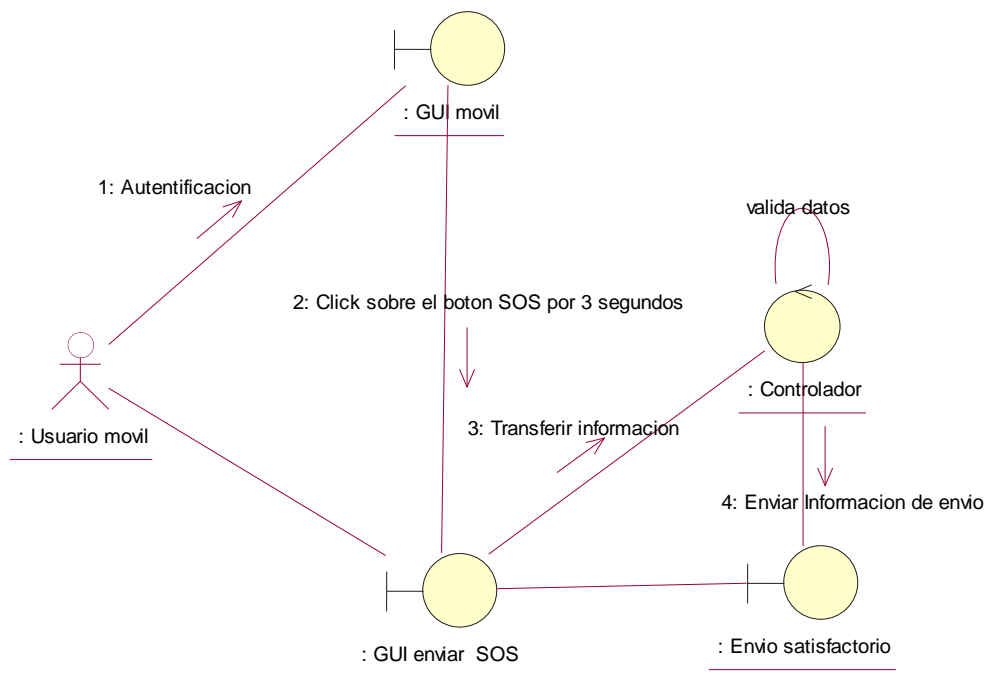 : GUI movil
1: Autentificacion
valida datos
2: Click sobre el boton SOS por 3 segundos
: Controlador
3: Transferir informacion
: Usuario movil
4: Enviar Informacion de envio
: Envio satisfactorio
: GUI enviar  SOS